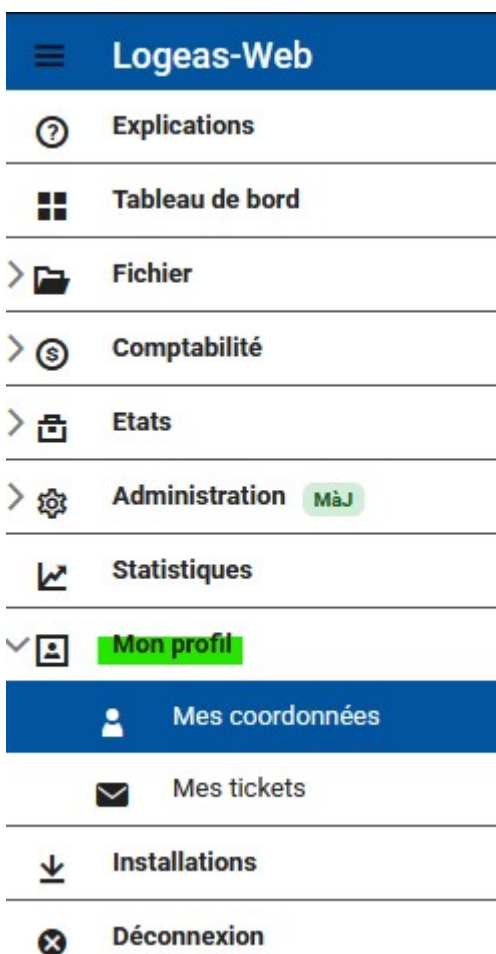 Logeas-Web
Explications
Tableau de bord
Fichier
Comptabilité
Etats
Administration MàJ
Statistiques
Mon profil
Mes coordonnées
Mes tickets
Installations
Déconnexion